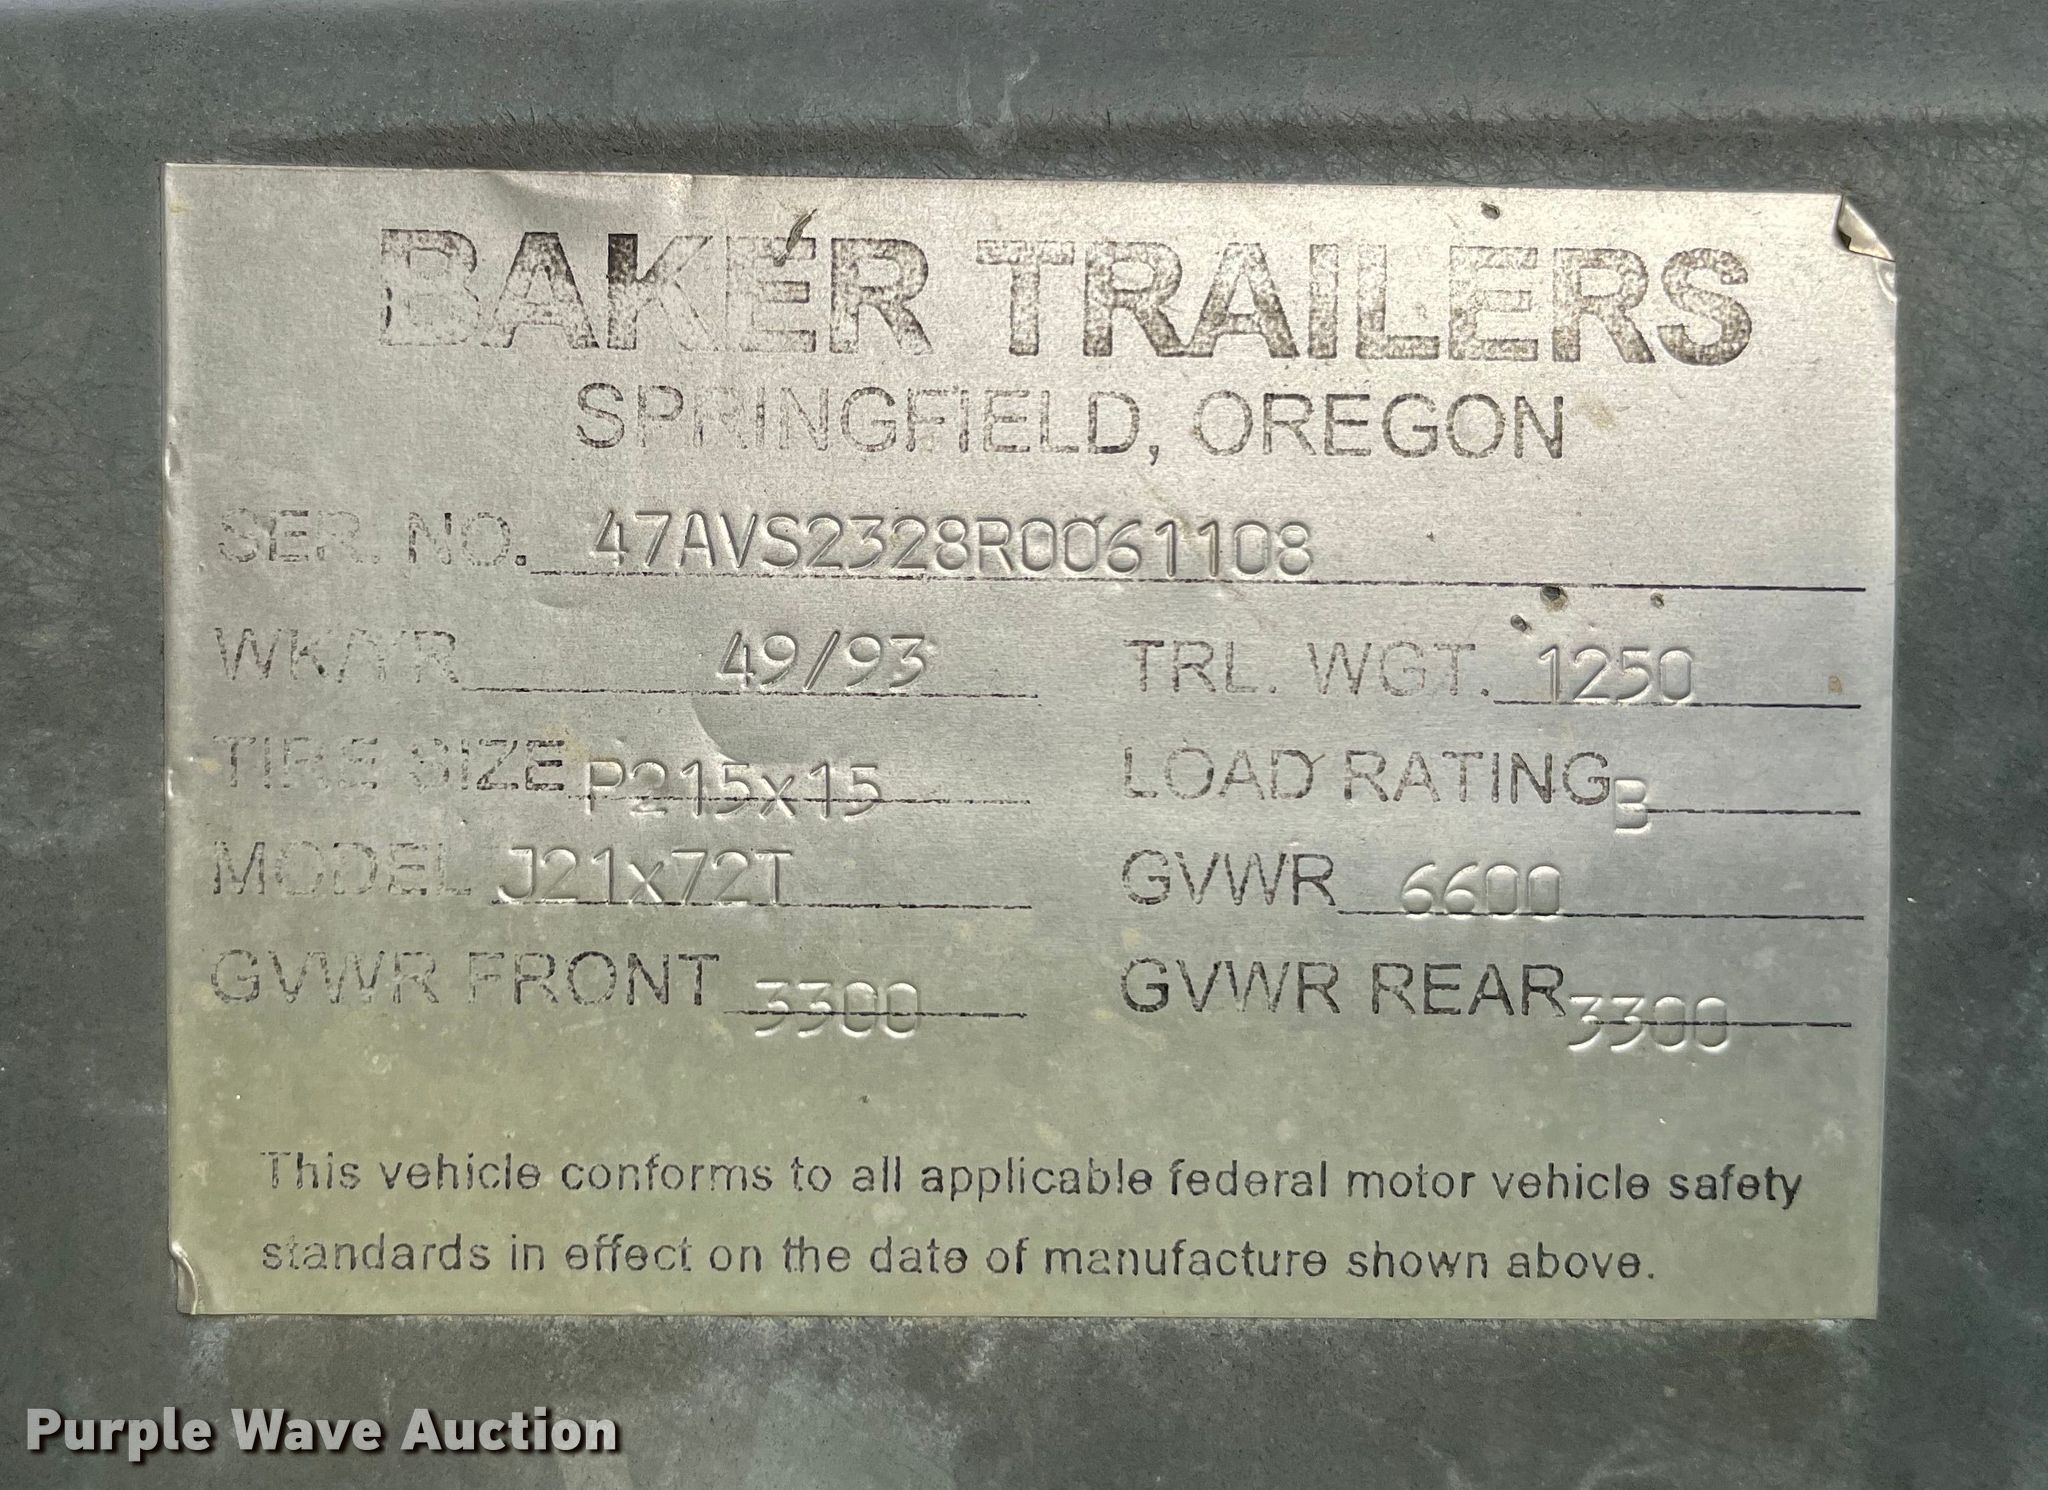 BAKER TRAILERS
SPRINGFIELD, OREGON
SER. NO. 47AVS2328R0061108
WK/YR 49/93 TRL. WGT. 1250
TIRE SIZE P215x15 LOAD RATING B
MODEL J21x72T GVWR 6600
GVWR FRONT 3300 GVWR REAR 3300
This vehicle conforms to all applicable federal motor vehicle safety
standards in effect on the date of manufacture shown above.
Purple Wave Auction